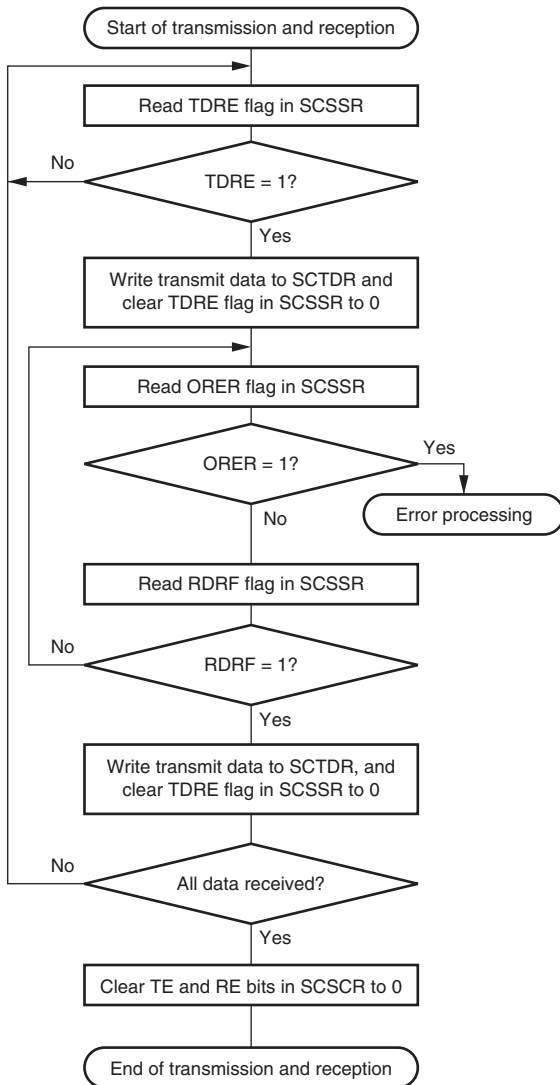 Start of transmission and reception
Read TDRE flag in SCSSR
No
TDRE = 1?
Yes
Write transmit data to SCTDR and
clear TDRE flag in SCSSR to 0
Read ORER flag in SCSSR
Yes
ORER = 1?
Error processing
No
Read RDRF flag in SCSSR
No
RDRF = 1?
Yes
Write transmit data to SCTDR, and
clear TDRE flag in SCSSR to 0
No
All data received?
Yes
Clear TE and RE bits in SCSCR to 0
End of transmission and reception